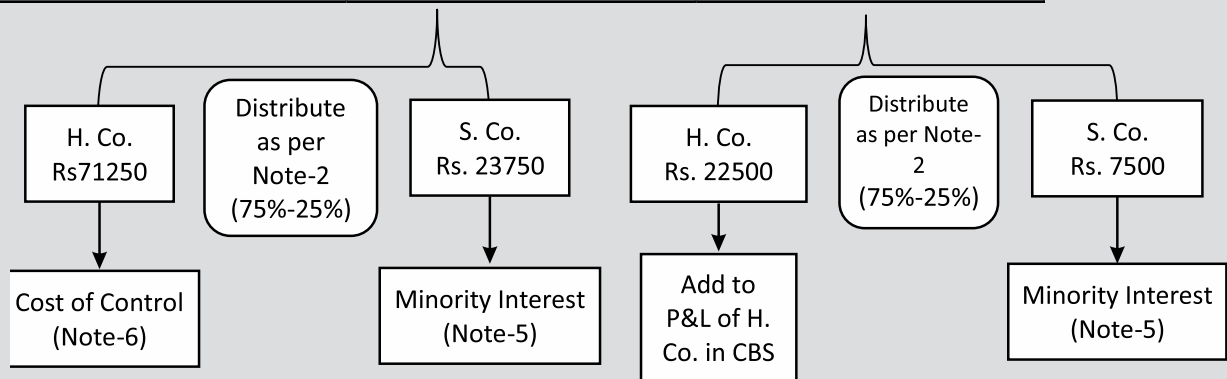 H. Co.
Rs71250
Distribute
as per
Note-2
(75%-25%)
S. Co.
Rs. 23750
H. Co.
Rs. 22500
Distribute
as per Note-
2
(75%-25%)
S. Co.
Rs. 7500
Cost of Control
(Note-6)
Minority Interest
(Note-5)
Add to
P&L of H.
Co. in CBS
Minority Interest
(Note-5)